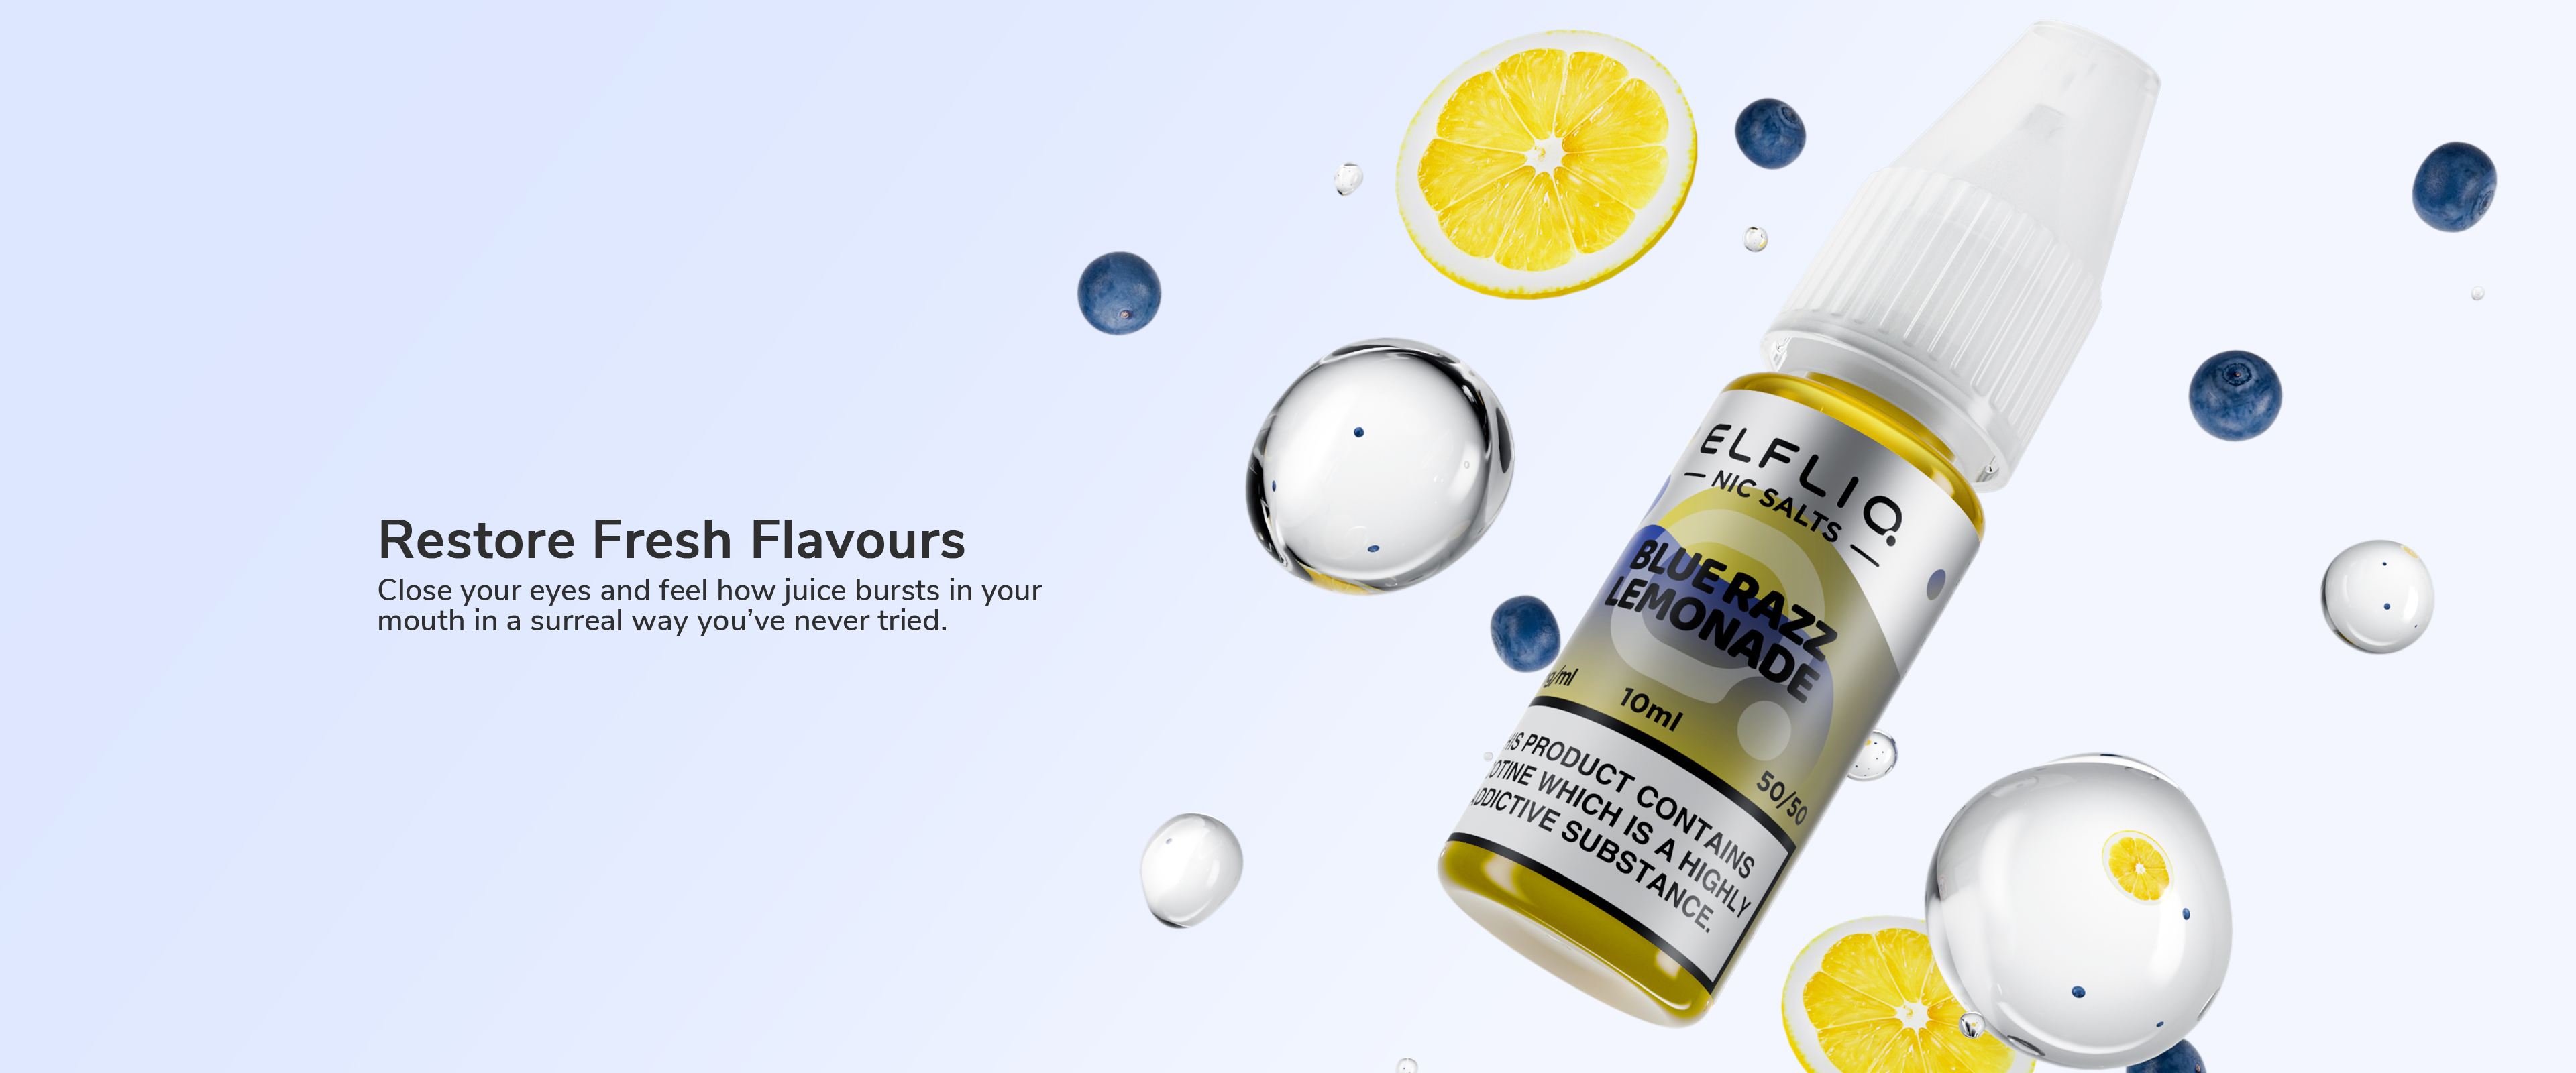 Restore Fresh Flavours
Close your eyes and feel how juice bursts in your
mouth in a surreal way you’ve never tried.
ELFLIQ
— NIC SALTS —
BLUE RAZZ
LEMONADE
10ml
50/50
PRODUCT CONTAINS
WHICH IS A HIGHLY
SUBSTANCE.